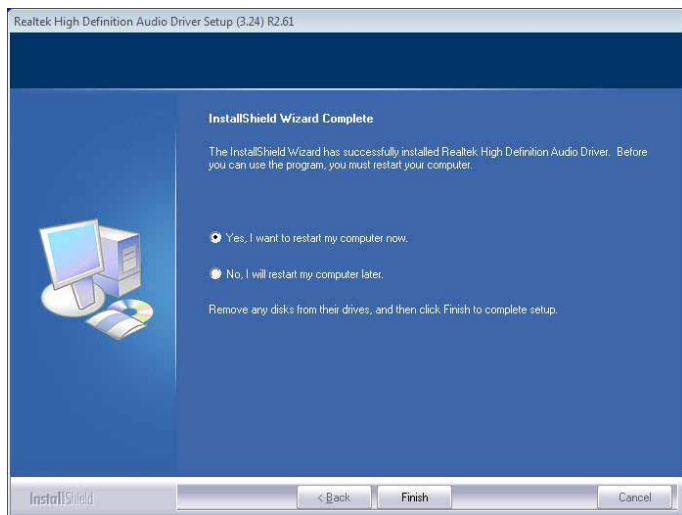 Realtek High Definition Audio Driver Setup (3.24) R2.61
InstallShield Wizard Complete
The InstallShield Wizard has successfully installed Realtek High Definition Audio Driver. Before
you can use the program, you must restart your computer.
Yes, I want to restart my computer now.
No, I will restart my computer later.
Remove any disks from their drives, and then click Finish to complete setup.
InstallShield
< Back
Finish
Cancel